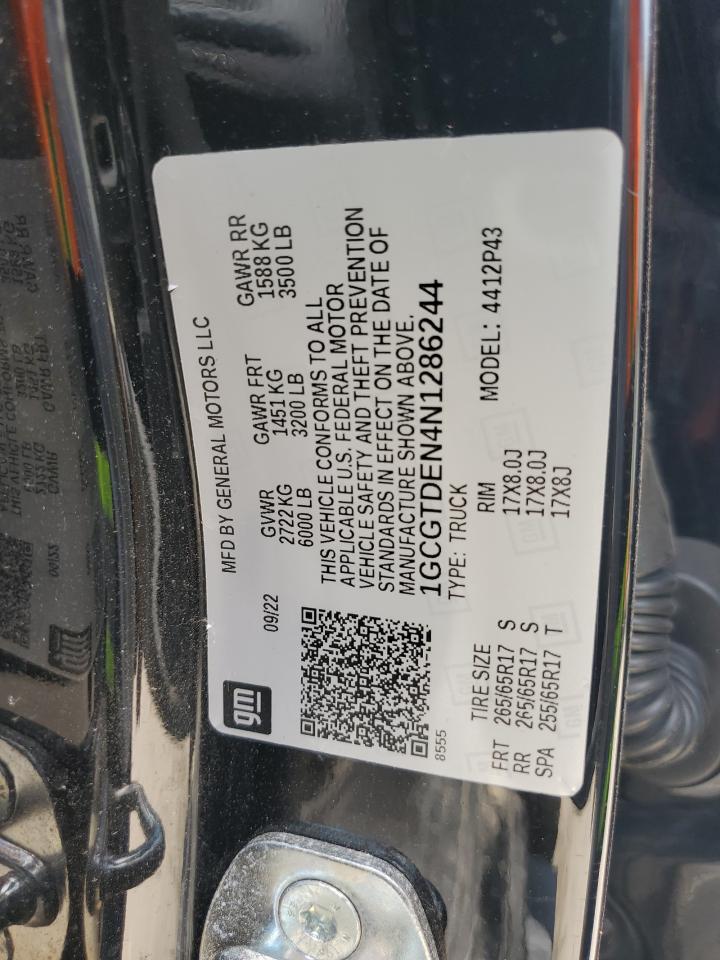 gm
MFD BY GENERAL MOTORS LLC
09/22 GVWR GAWR FRT GAWR RR
2722 KG 1451 KG 1588 KG
6000 LB 3200 LB 3500 LB
THIS VEHICLE CONFORMS TO ALL
APPLICABLE U.S. FEDERAL MOTOR
VEHICLE SAFETY AND THEFT PREVENTION
STANDARDS IN EFFECT ON THE DATE OF
MANUFACTURE SHOWN ABOVE.
1GCGTDEN4N1286244
8555
TYPE: TRUCK MODEL: 4412P43
TIRE SIZE RIM
FRT 265/65R17 S 17X8.0J
RR 265/65R17 S 17X8.0J
SPA 255/65R17 T 17X8J